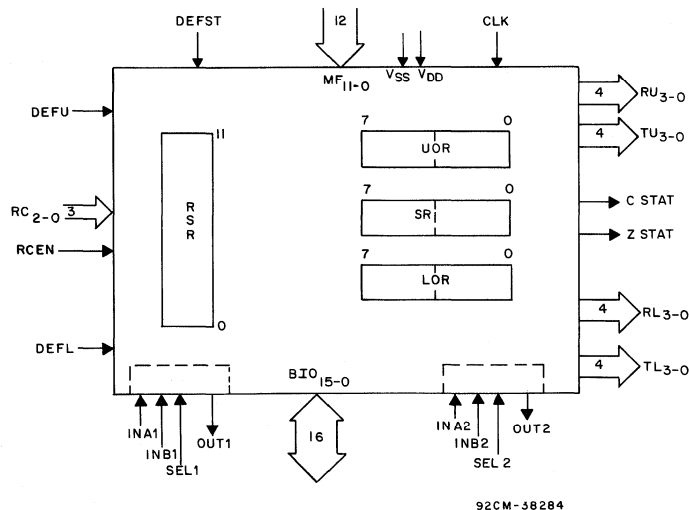 DEFST
12
CLK
MF11-0
VSS VDD
DEFU
4 RU3-0
4 TU3-0
11
7 0
UOR
RSR
7 0
SR
RC2-0 3
C STAT
Z STAT
RCEN
7 0
LOR
0
4 RL3-0
DEFL
4 TL3-0
BIO15-0
INA1
INB1
SEL1
OUT1
16
INA2
INB2
SEL2
OUT2
92CM-38284